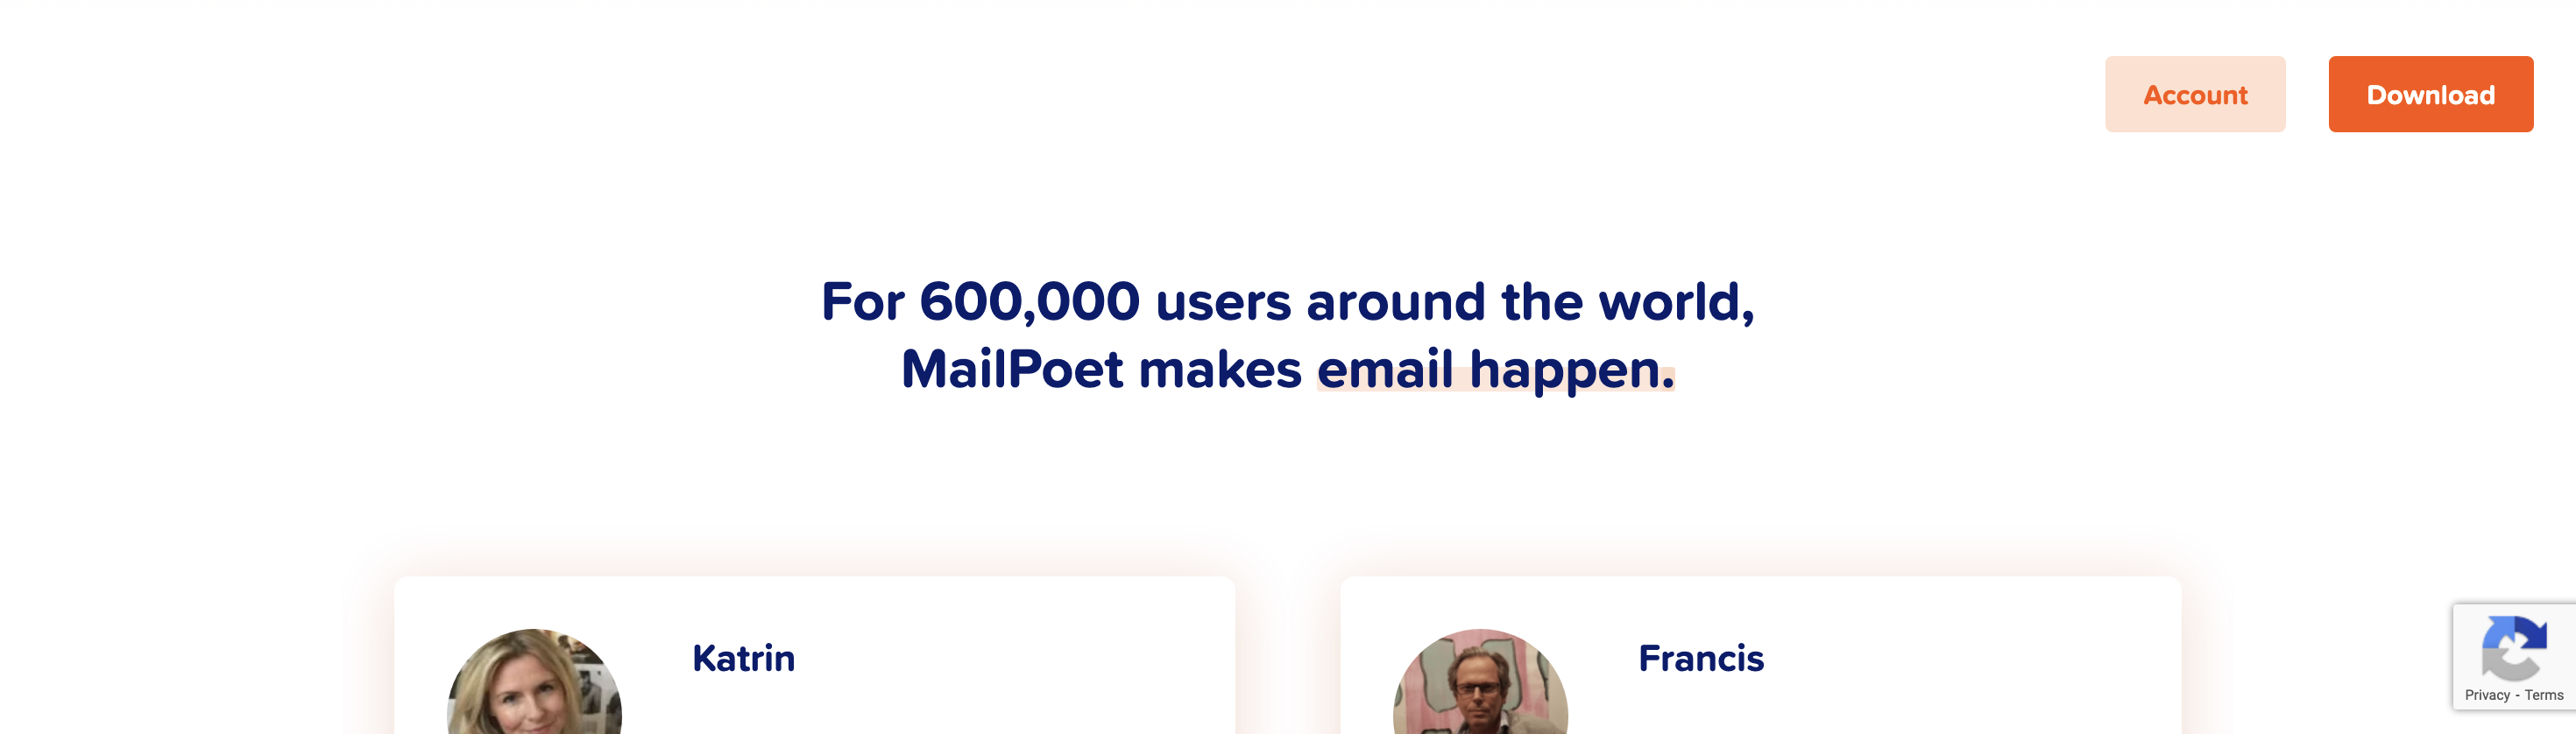 Account
Download
For 600,000 users around the world,
MailPoet makes email happen.
Katrin
Francis
Privacy - Terms